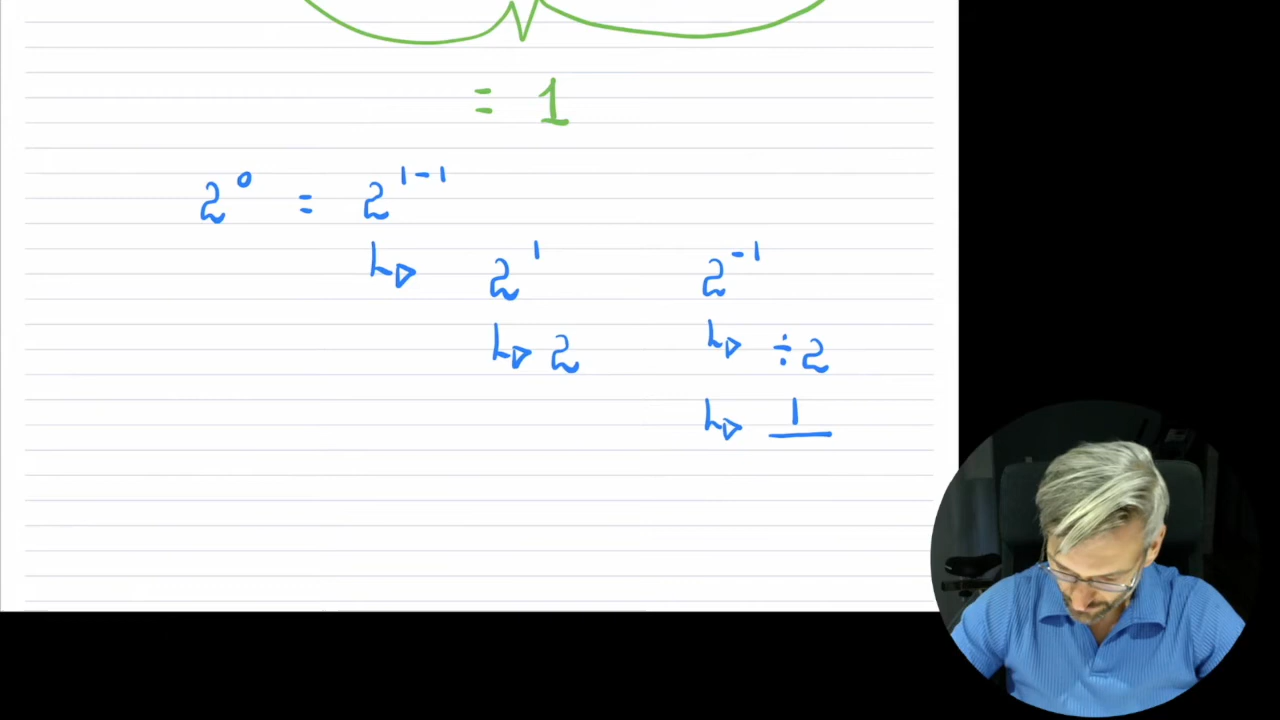 = 1
2⁰ = 2¹⁻¹
↳ 2¹ 2⁻¹
↳ 2 ↳ ÷2
↳ 1/